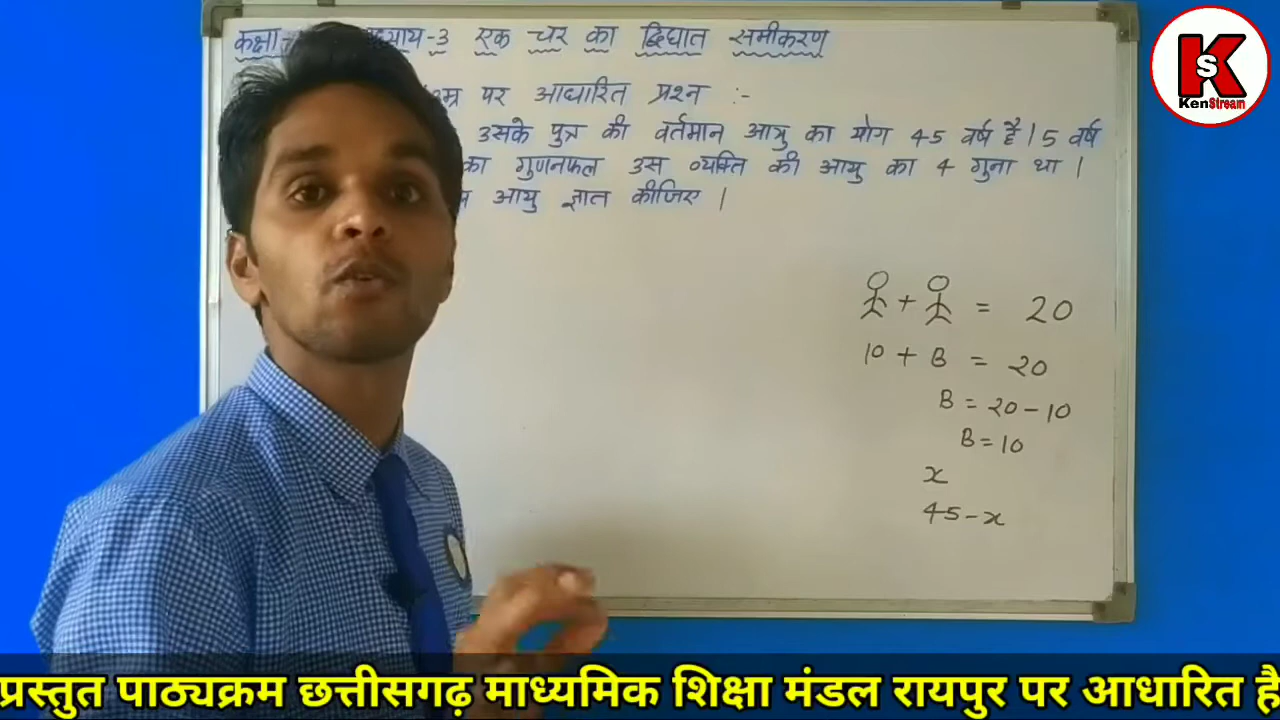 कक्षा अध्याय-3 एक चर का द्विघात समीकरण
पर आधारित प्रश्न :-
उसके पुत्र की वर्तमान आयु का योग 45 वर्ष है। 5 वर्ष
का गुणनफल उस व्यक्ति की आयु का 4 गुना था।
आयु ज्ञात कीजिए।
+ = 20
10 + B = 20
B = 20 - 10
B = 10
x
45 - x
KS
KenStream
प्रस्तुत पाठ्यक्रम छत्तीसगढ़ माध्यमिक शिक्षा मंडल रायपुर पर आधारित है